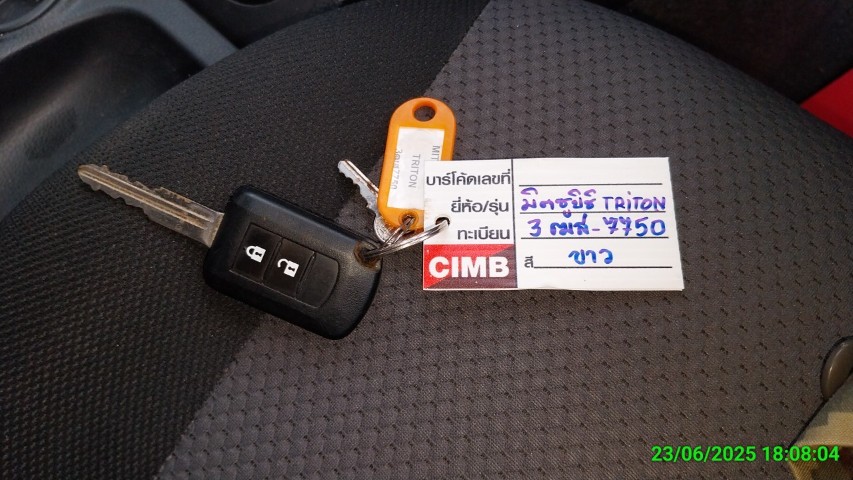 TRITON
บาร์โค้ดเลขที่
ยี่ห้อ/รุ่น มิตซูบิชิ TRiTON
ทะเบียน 3 ฒส-7750
CIMB สี ขาว
23/06/2025 18:08:04